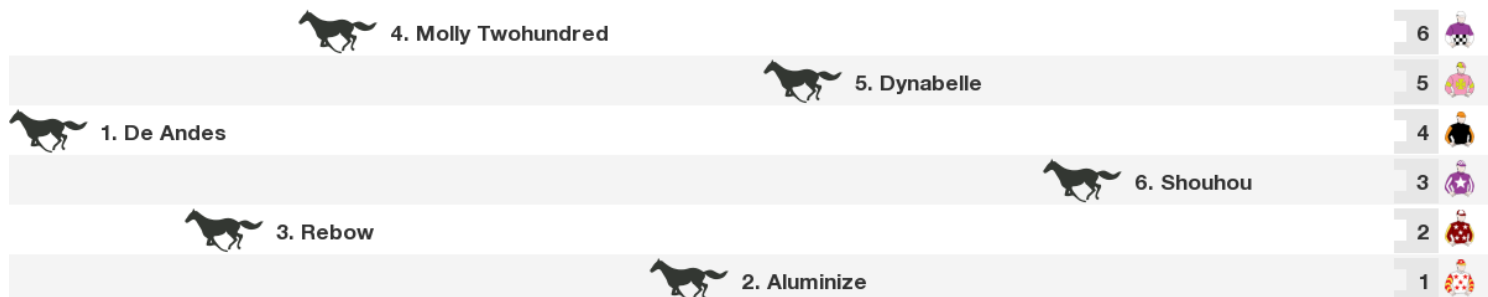 4. Molly Twohundred 6
5. Dynabelle 5
1. De Andes 4
6. Shouhou 3
3. Rebow 2
2. Aluminize 1